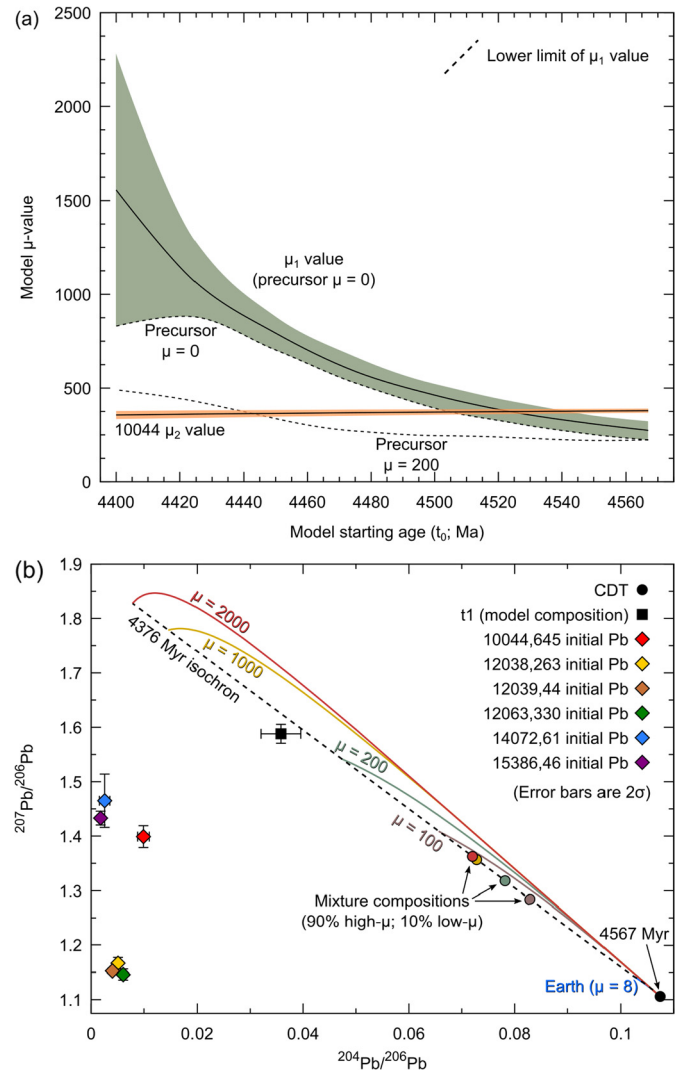 (a)
2500
2000
1500
1000
500
0
Model μ-value
Lower limit of μ₁ value
μ₁ value
(precursor μ = 0)
Precursor
μ = 0
10044 μ₂ value
Precursor
μ = 200
4400 4420 4440 4460 4480 4500 4520 4540 4560
Model starting age (t₀; Ma)
(b)
1.9
1.8
1.7
1.6
1.5
1.4
1.3
1.2
1.1
²⁰⁷Pb/²⁰⁶Pb
μ = 2000
μ = 1000
4376 Myr isochron
μ = 200
μ = 100
CDT
t1 (model composition)
10044,645 initial Pb
12038,263 initial Pb
12039,44 initial Pb
12063,330 initial Pb
14072,61 initial Pb
15386,46 initial Pb
(Error bars are 2σ)
Mixture compositions
(90% high-μ; 10% low-μ)
4567 Myr
Earth (μ = 8)
0 0.02 0.04 0.06 0.08 0.1
²⁰⁴Pb/²⁰⁶Pb